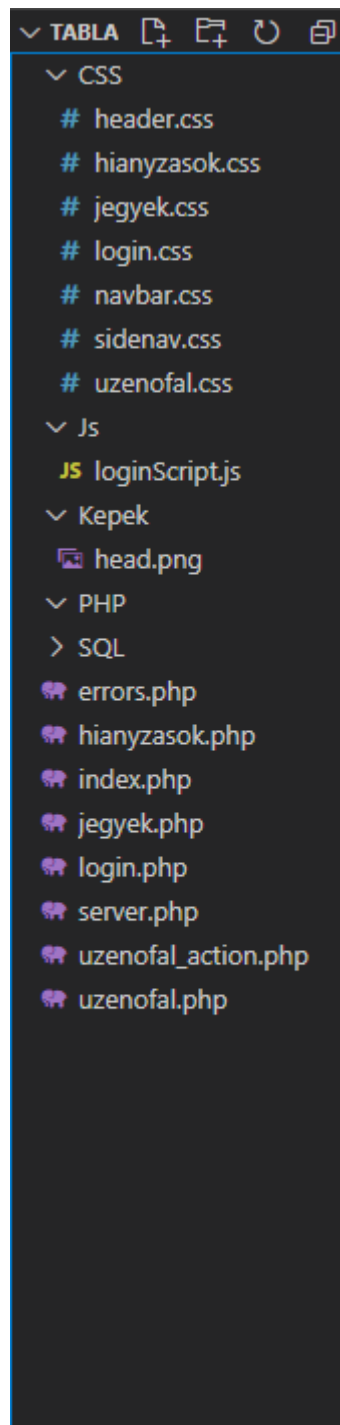 TABLA
CSS
# header.css
# hianyzasok.css
# jegyek.css
# login.css
# navbar.css
# sidenav.css
# uzenofal.css
Js
JS loginScript.js
Kepek
head.png
PHP
SQL
errors.php
hianyzasok.php
index.php
jegyek.php
login.php
server.php
uzenofal_action.php
uzenofal.php